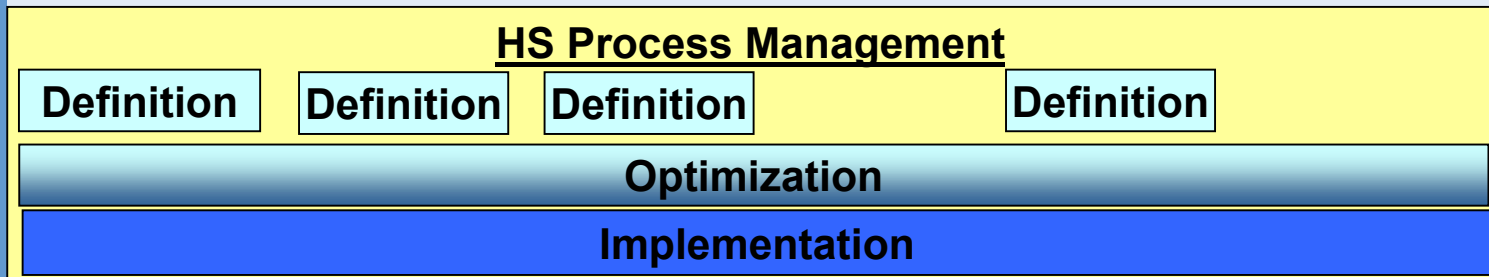 HS Process Management
Definition Definition Definition Definition
Optimization
Implementation